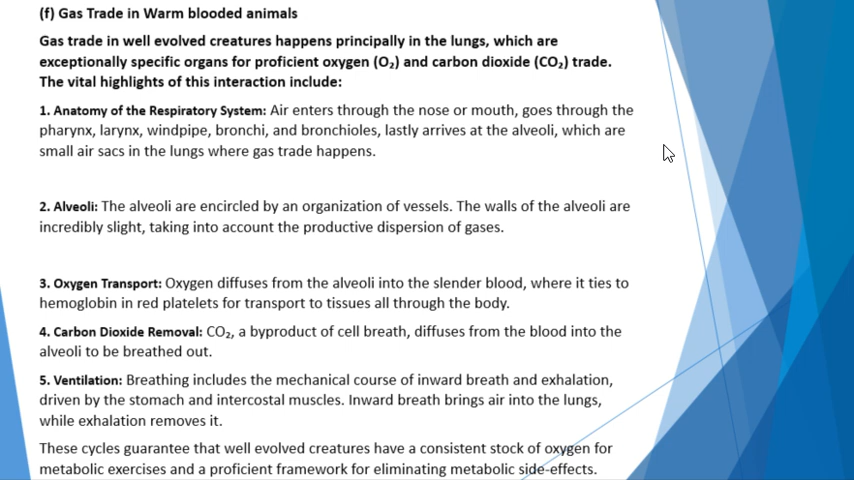 (f) Gas Trade in Warm blooded animals
Gas trade in well evolved creatures happens principally in the lungs, which are
exceptionally specific organs for proficient oxygen (O₂) and carbon dioxide (CO₂) trade.
The vital highlights of this interaction include:
1. Anatomy of the Respiratory System: Air enters through the nose or mouth, goes through the
pharynx, larynx, windpipe, bronchi, and bronchioles, lastly arrives at the alveoli, which are
small air sacs in the lungs where gas trade happens.
2. Alveoli: The alveoli are encircled by an organization of vessels. The walls of the alveoli are
incredibly slight, taking into account the productive dispersion of gases.
3. Oxygen Transport: Oxygen diffuses from the alveoli into the slender blood, where it ties to
hemoglobin in red platelets for transport to tissues all through the body.
4. Carbon Dioxide Removal: CO₂, a byproduct of cell breath, diffuses from the blood into the
alveoli to be breathed out.
5. Ventilation: Breathing includes the mechanical course of inward breath and exhalation,
driven by the stomach and intercostal muscles. Inward breath brings air into the lungs,
while exhalation removes it.
These cycles guarantee that well evolved creatures have a consistent stock of oxygen for
metabolic exercises and a proficient framework for eliminating metabolic side-effects.